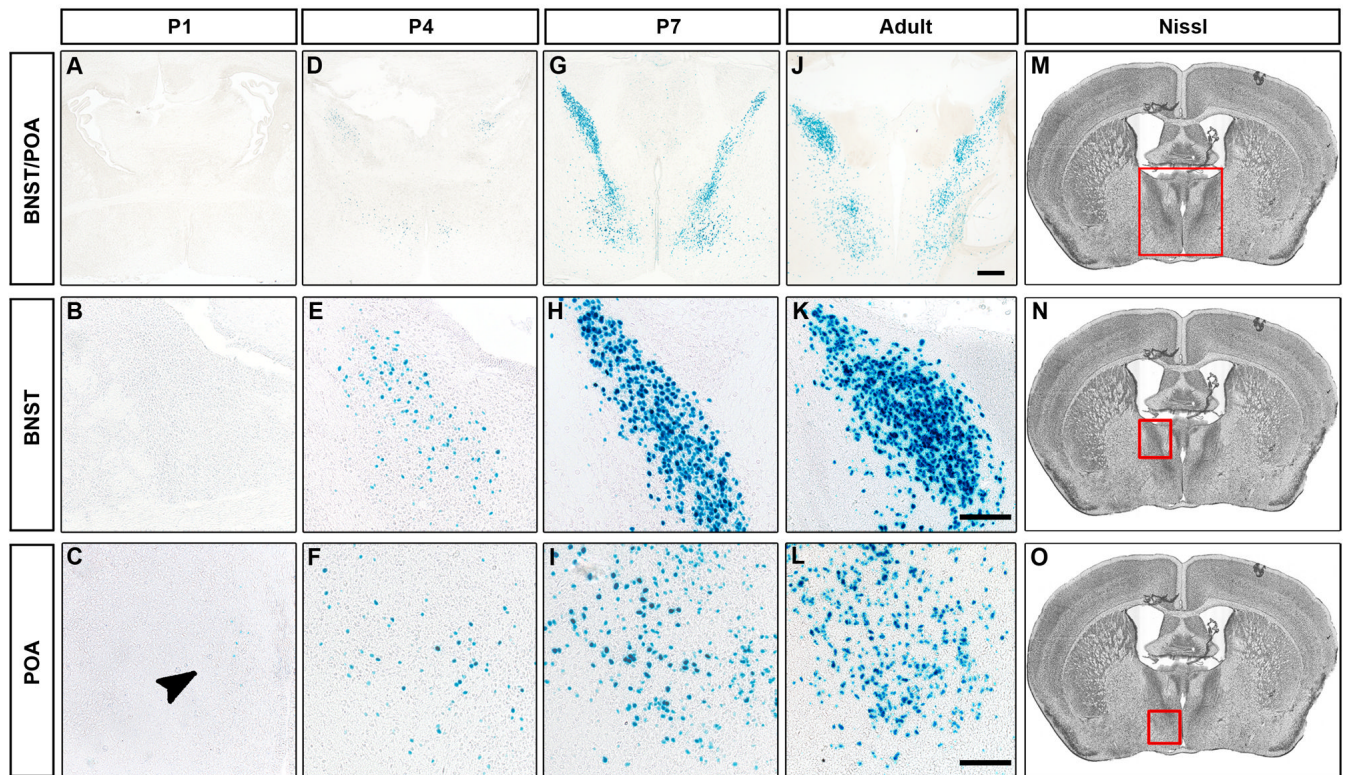 P1 P4 P7 Adult Nissl
BNST/POA A D G J M
BNST B E H K N
POA C F I L O